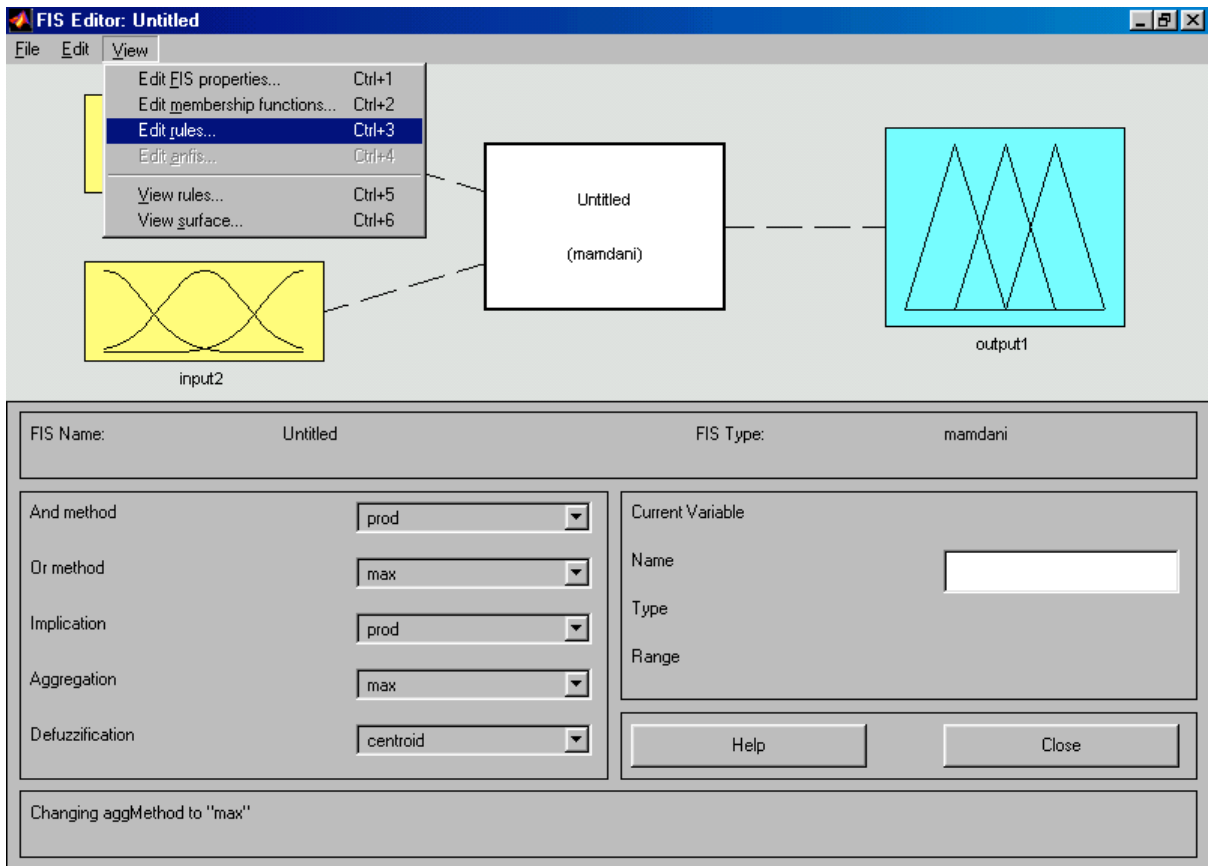 FIS Editor: Untitled
File Edit View
Edit FIS properties... Ctrl+1
Edit membership functions... Ctrl+2
Edit rules... Ctrl+3
Edit anfis... Ctrl+4
View rules... Ctrl+5
View surface... Ctrl+6
Untitled
(mamdani)
input2
output1
FIS Name: Untitled FIS Type: mamdani
And method prod
Or method max
Implication prod
Aggregation max
Defuzzification centroid
Current Variable
Name
Type
Range
Help Close
Changing aggMethod to "max"